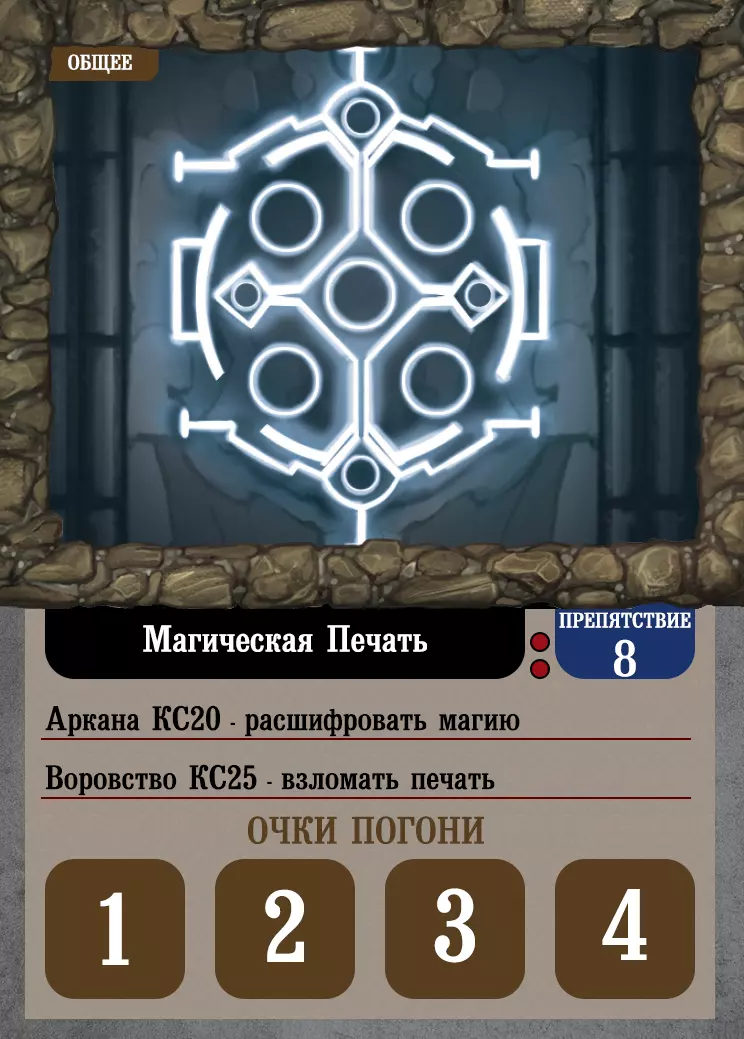 ОБЩЕЕ
Магическая Печать
ПРЕПЯТСТВИЕ
8
Аркана КС20 - расшифровать магию
Воровство КС25 - взломать печать
ОЧКИ ПОГОНИ
1 2 3 4